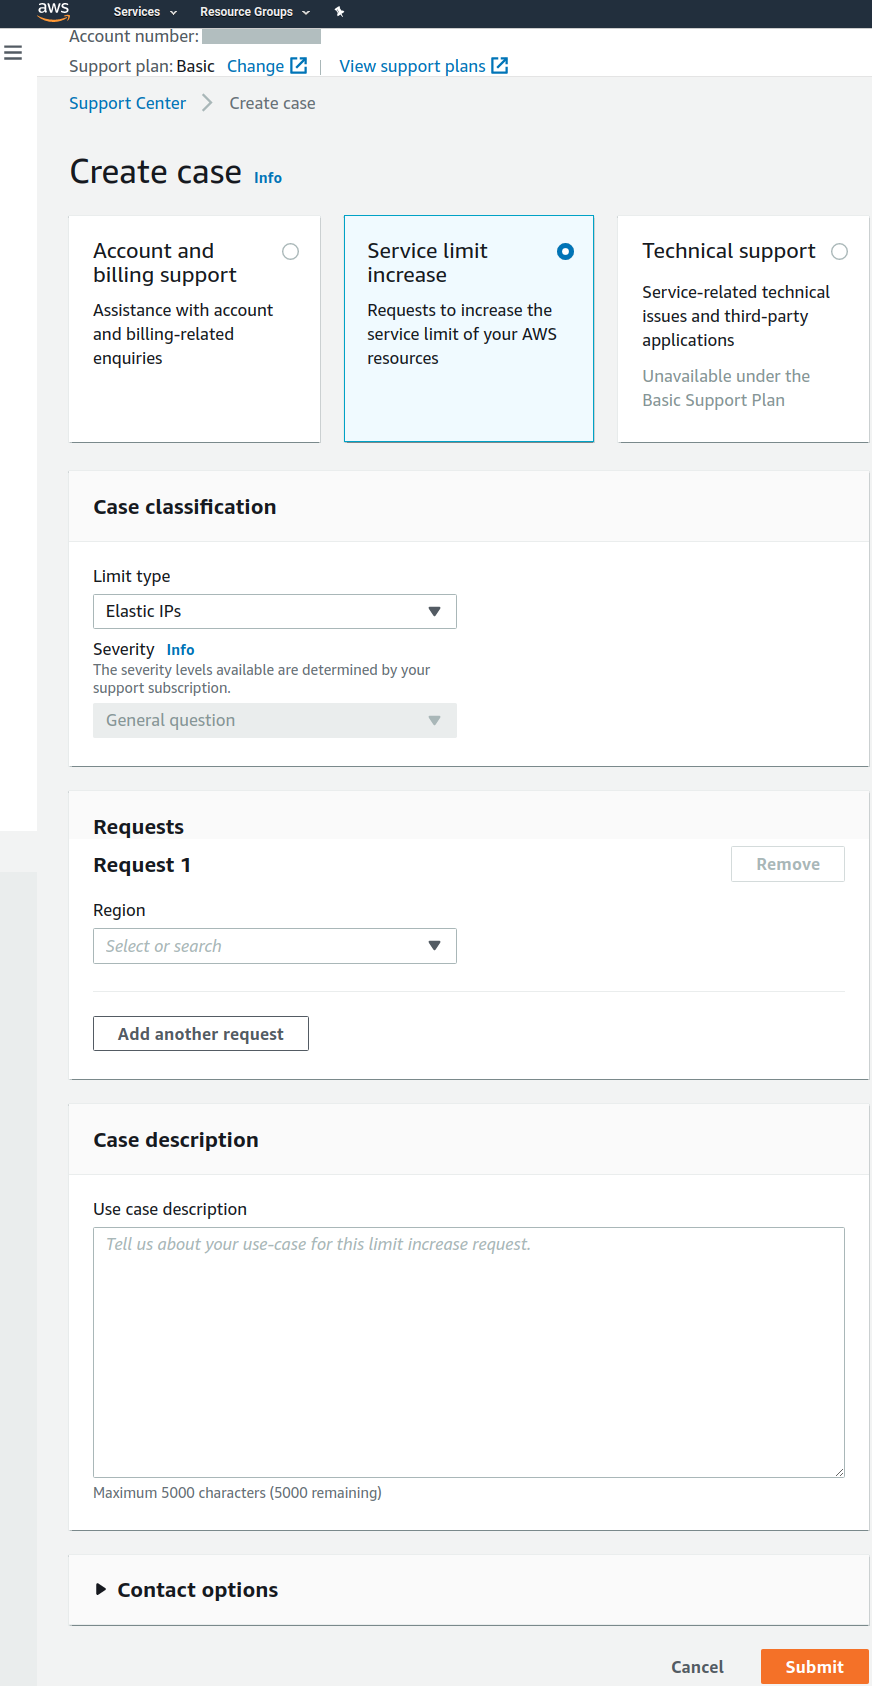 aws Services Resource Groups
Account number:
Support plan: Basic Change | View support plans
Support Center > Create case
Create case Info
Account and
billing support
Assistance with account
and billing-related
enquiries
Service limit
increase
Requests to increase the
service limit of your AWS
resources
Technical support
Service-related technical
issues and third-party
applications
Unavailable under the
Basic Support Plan
Case classification
Limit type
Elastic IPs
Severity Info
The severity levels available are determined by your
support subscription.
General question
Requests
Request 1 Remove
Region
Select or search
Add another request
Case description
Use case description
Tell us about your use-case for this limit increase request.
Maximum 5000 characters (5000 remaining)
Contact options
Cancel Submit